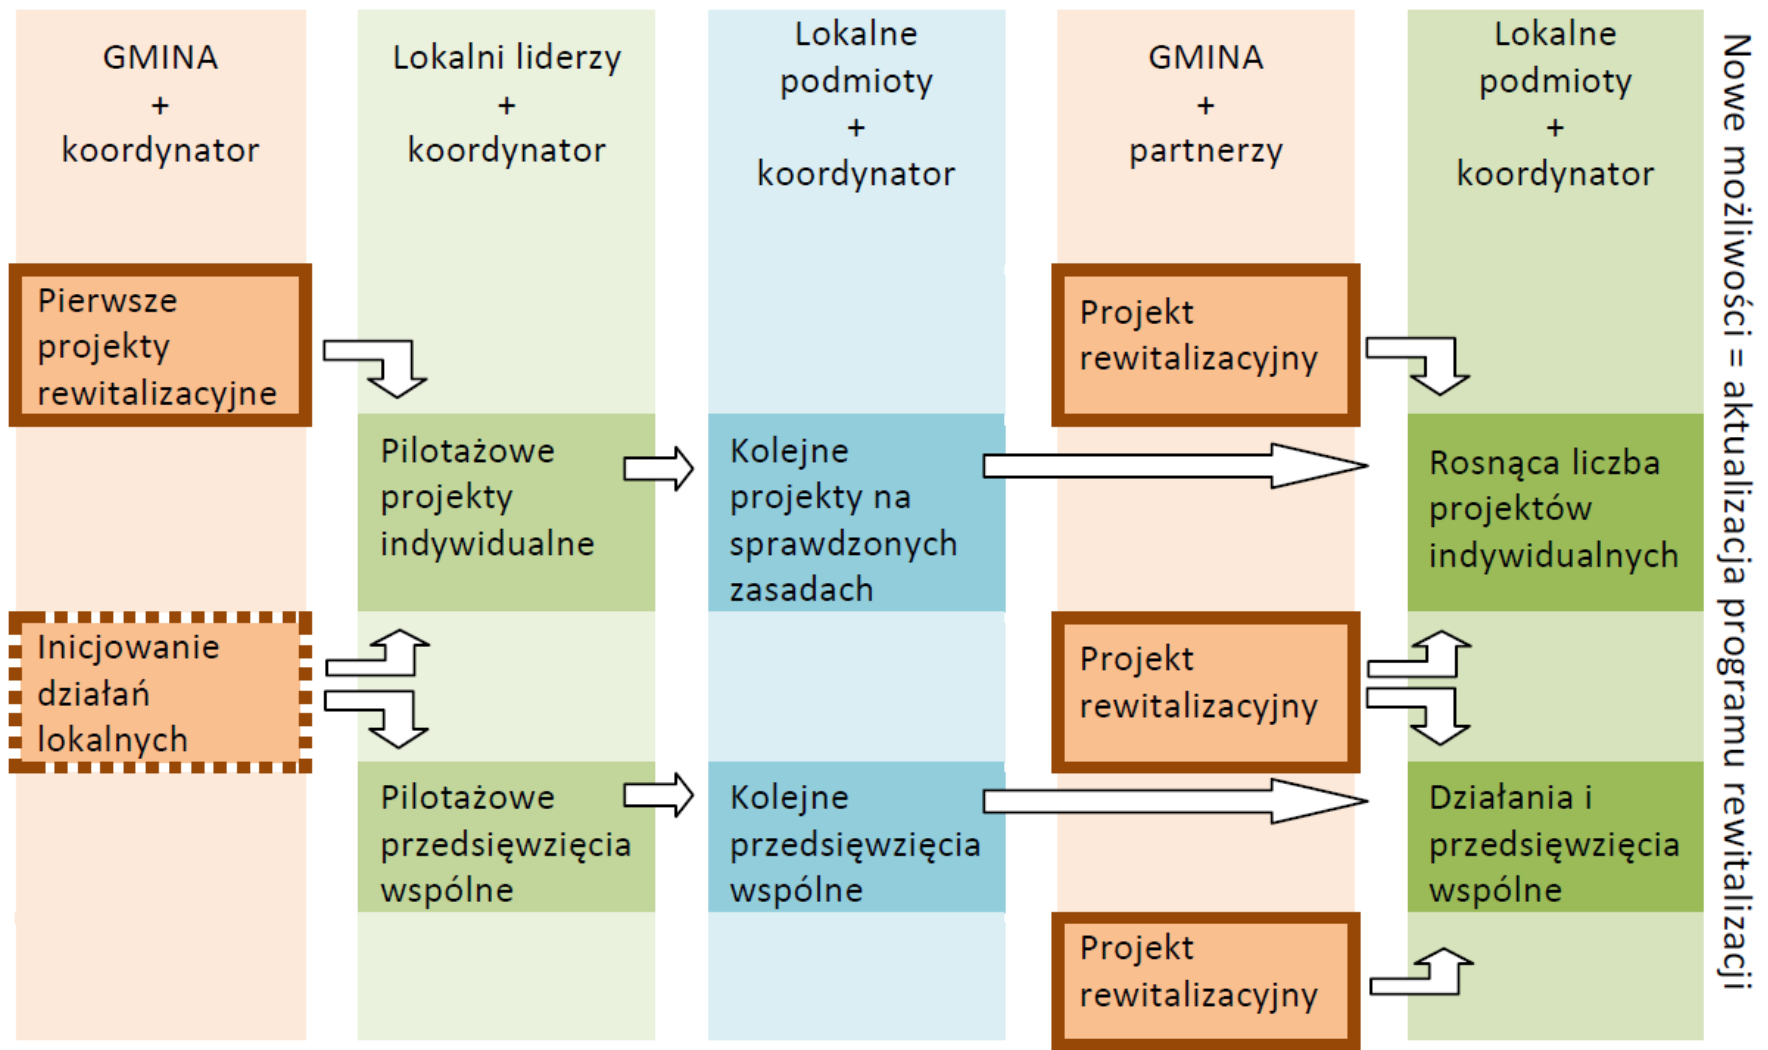 GMINA
+
koordynator
Pierwsze
projekty
rewitalizacyjne
Inicjowanie
działań
lokalnych
Lokalni liderzy
+
koordynator
Pilotażowe
projekty
indywidualne
Pilotażowe
przedsięwzięcia
wspólne
Lokalne
podmioty
+
koordynator
Kolejne
projekty na
sprawdzonych
zasadach
Kolejne
przedsięwzięcia
wspólne
GMINA
+
partnerzy
Projekt
rewitalizacyjny
Projekt
rewitalizacyjny
Projekt
rewitalizacyjny
Lokalne
podmioty
+
koordynator
Rosnąca liczba
projektów
indywidualnych
Działania i
przedsięwzięcia
wspólne
Nowe możliwości = aktualizacja programu rewitalizacji